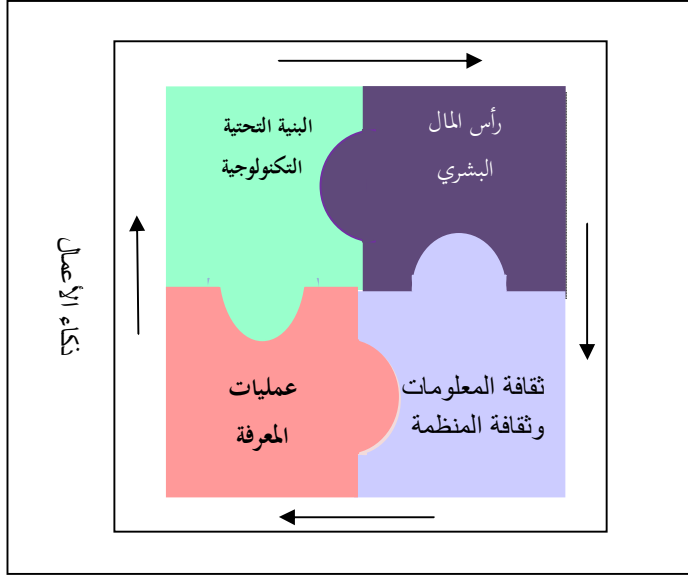 رأس المال
البشري
البنية التحتية
التكنولوجية
ثقافة المعلومات
وثقافة المنظمة
عمليات
المعرفة
ذكاء الأعمال